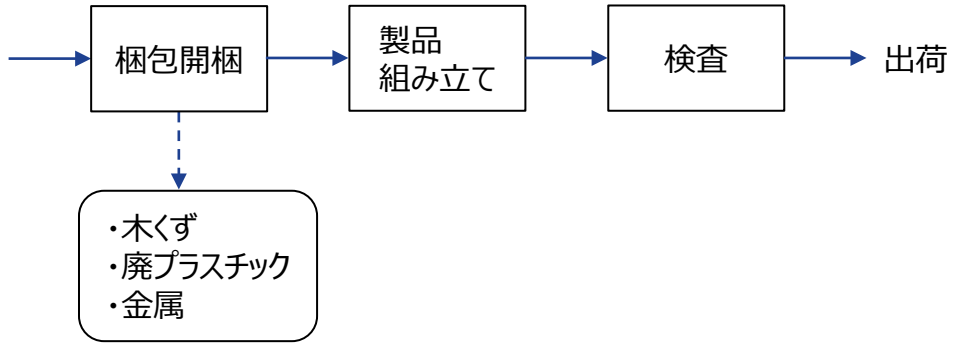 梱包開梱
製品
組み立て
検査
出荷
・木くず
・廃プラスチック
・金属